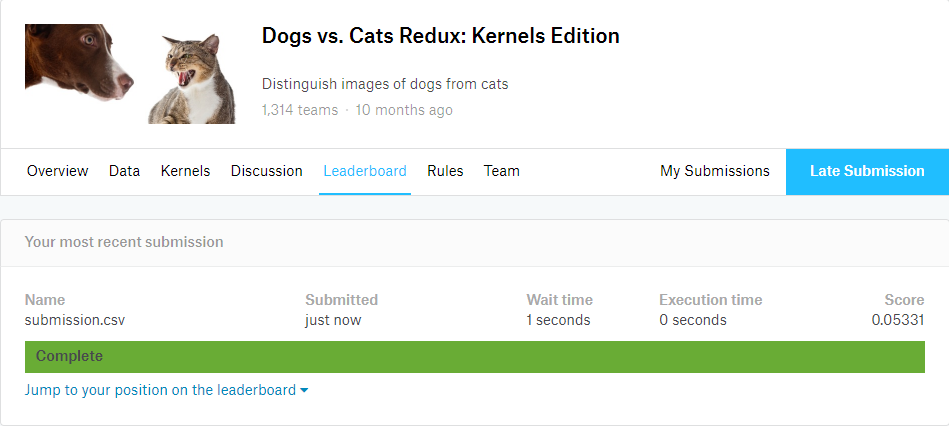 Dogs vs. Cats Redux: Kernels Edition
Distinguish images of dogs from cats
1,314 teams · 10 months ago
Overview Data Kernels Discussion Leaderboard Rules Team My Submissions Late Submission
Your most recent submission
Name Submitted Wait time Execution time Score
submission.csv just now 1 seconds 0 seconds 0.05331
Complete
Jump to your position on the leaderboard